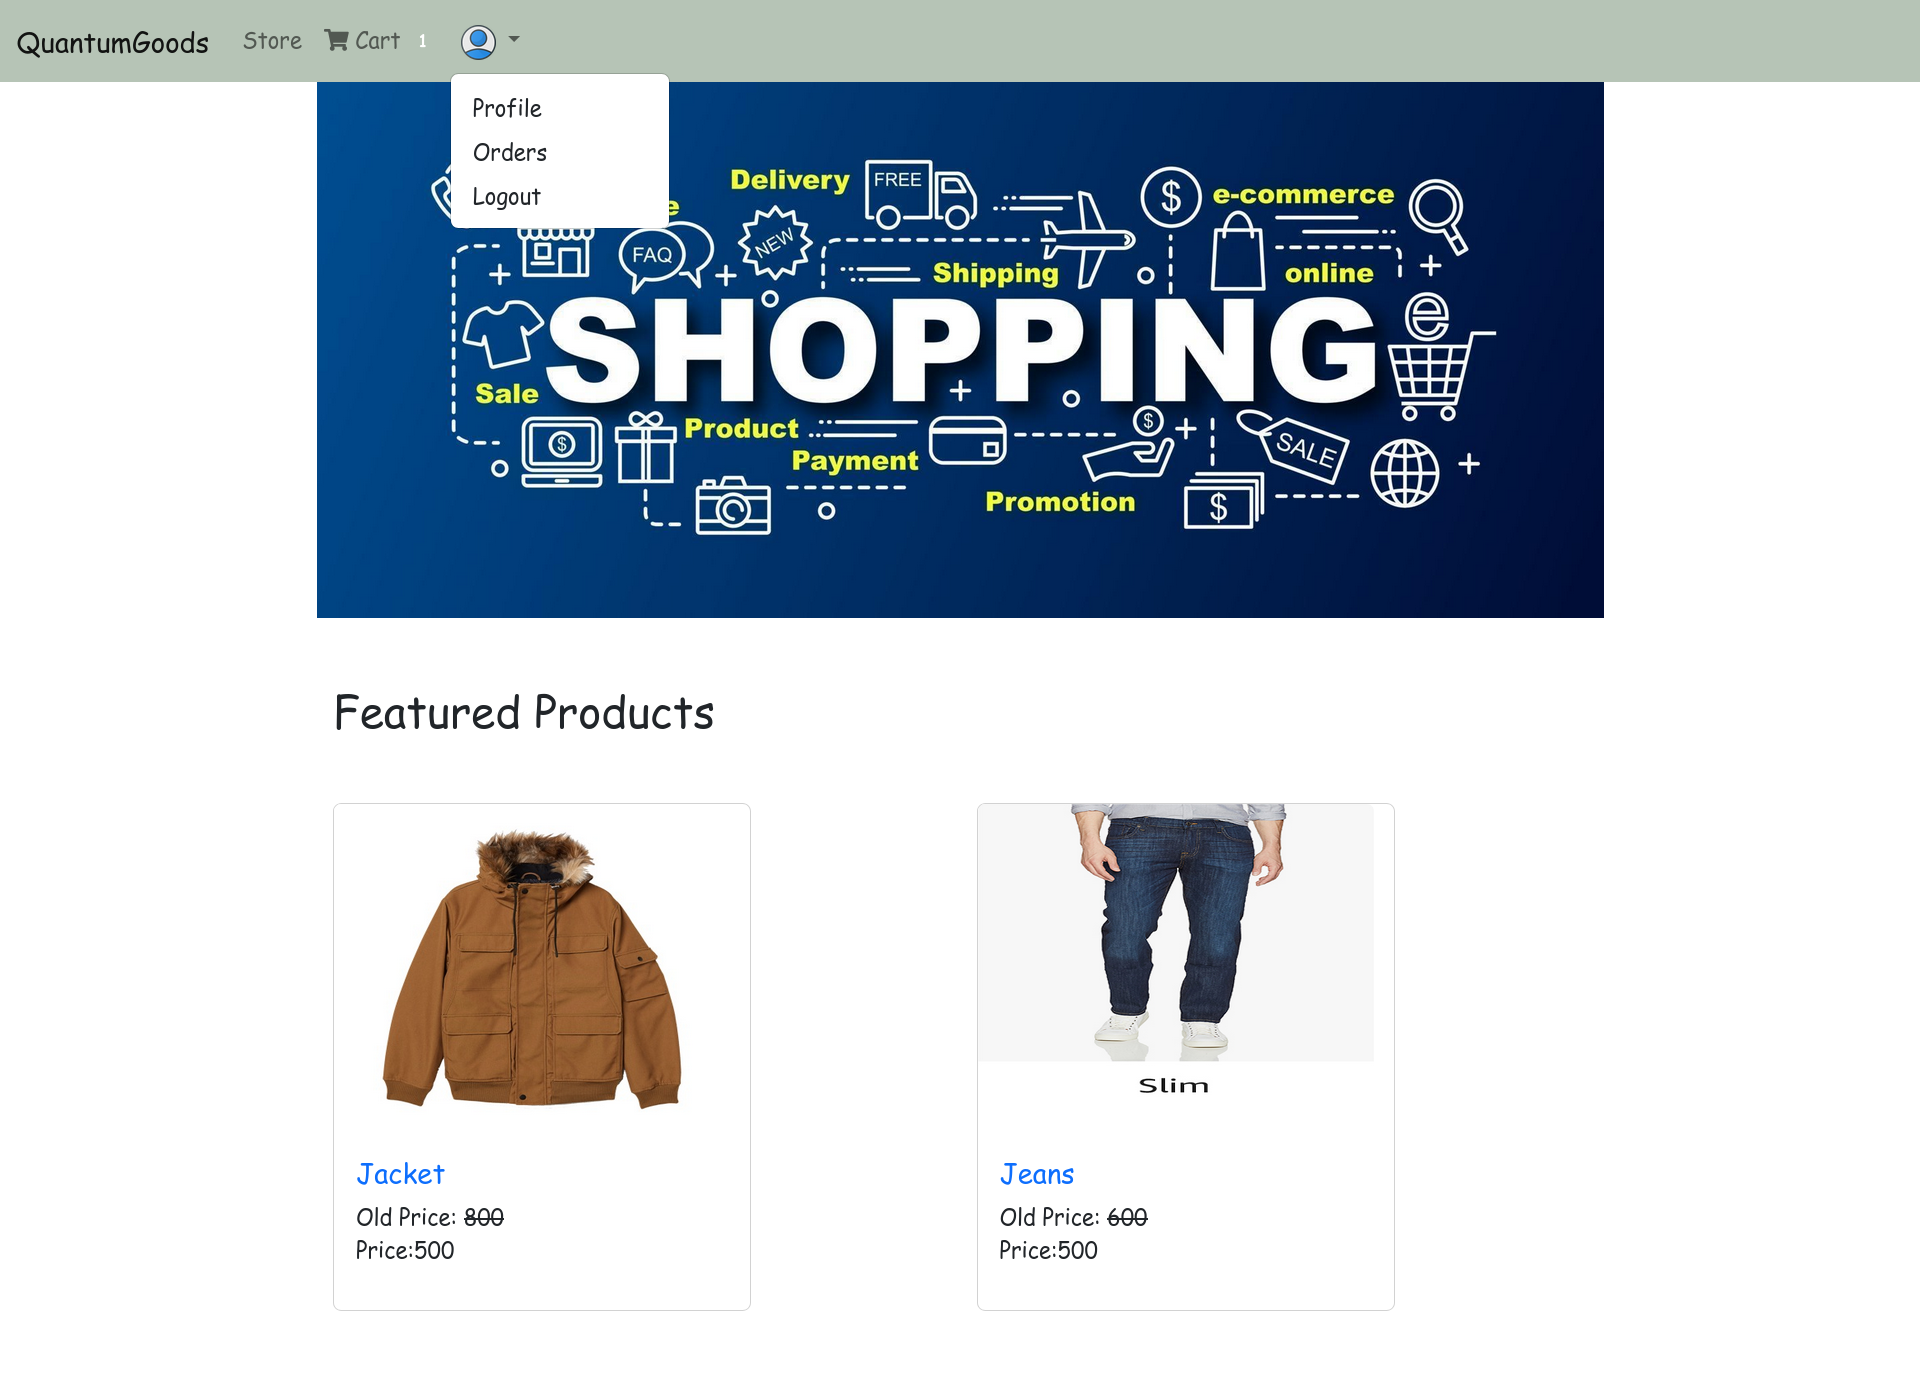 QuantumGoods Store Cart 1
Profile
Orders
Logout
Delivery
FREE
$
e-commerce
e
FAQ
NEW
Shipping
online
SHOPPING
e
Sale
$
Product
Payment
$
SALE
Promotion
$
Featured Products
Slim
Jacket
Old Price: 800
Price:500
Jeans
Old Price: 600
Price:500